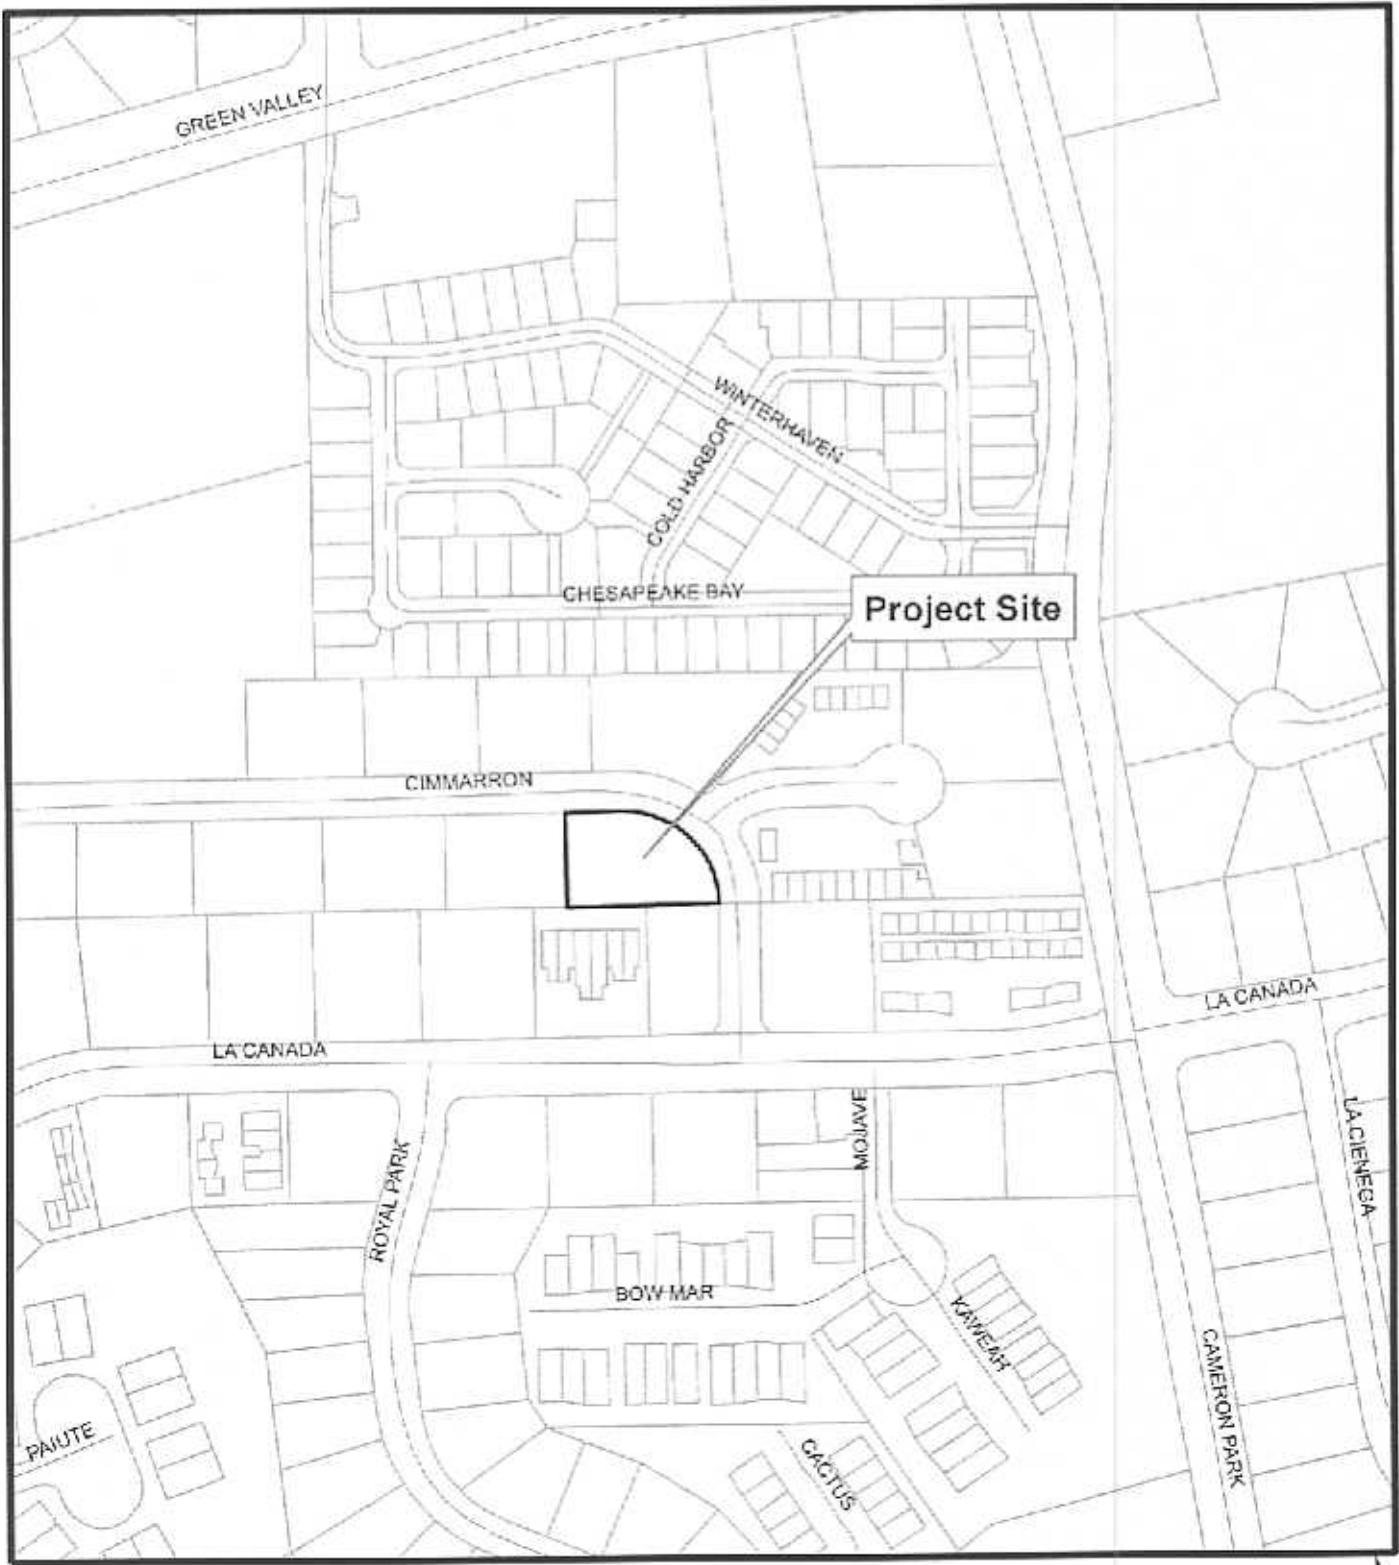 GREEN VALLEY
WINTERHAVEN
COLD HARBOR
CHESAPEAKE BAY
Project Site
CIMMARRON
LA CANADA
LA CANADA
MOJAVE
LA CIENEGA
ROYAL PARK
BOW MAR
KAWEAH
CAMERON PARK
PAIUTE
CACTUS